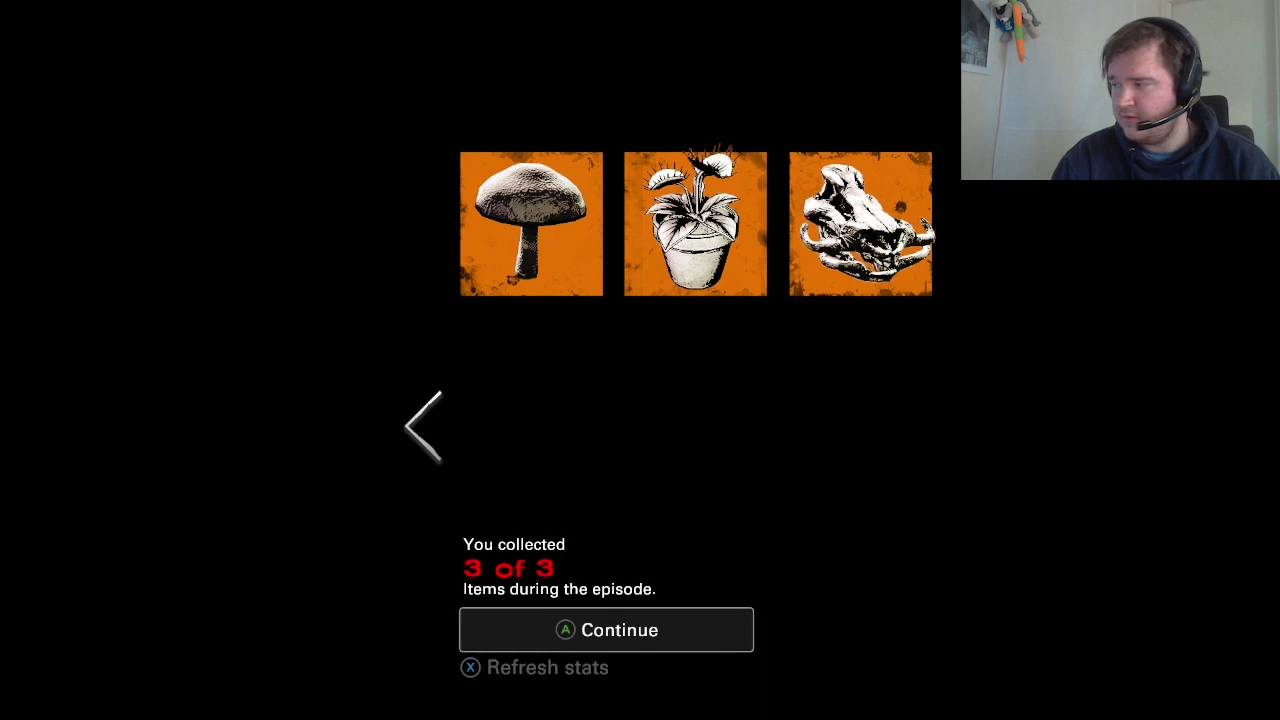 You collected
3 of 3
Items during the episode.
A Continue
X Refresh stats